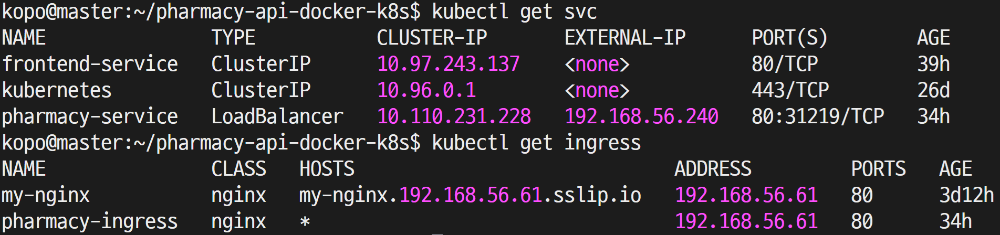 kopo@master:~/pharmacy-api-docker-k8s$ kubectl get svc
NAME TYPE CLUSTER-IP EXTERNAL-IP PORT(S) AGE
frontend-service ClusterIP 10.97.243.137 <none> 80/TCP 39h
kubernetes ClusterIP 10.96.0.1 <none> 443/TCP 26d
pharmacy-service LoadBalancer 10.110.231.228 192.168.56.240 80:31219/TCP 34h
kopo@master:~/pharmacy-api-docker-k8s$ kubectl get ingress
NAME CLASS HOSTS ADDRESS PORTS AGE
my-nginx nginx my-nginx.192.168.56.61.sslip.io 192.168.56.61 80 3d12h
pharmacy-ingress nginx * 192.168.56.61 80 34h